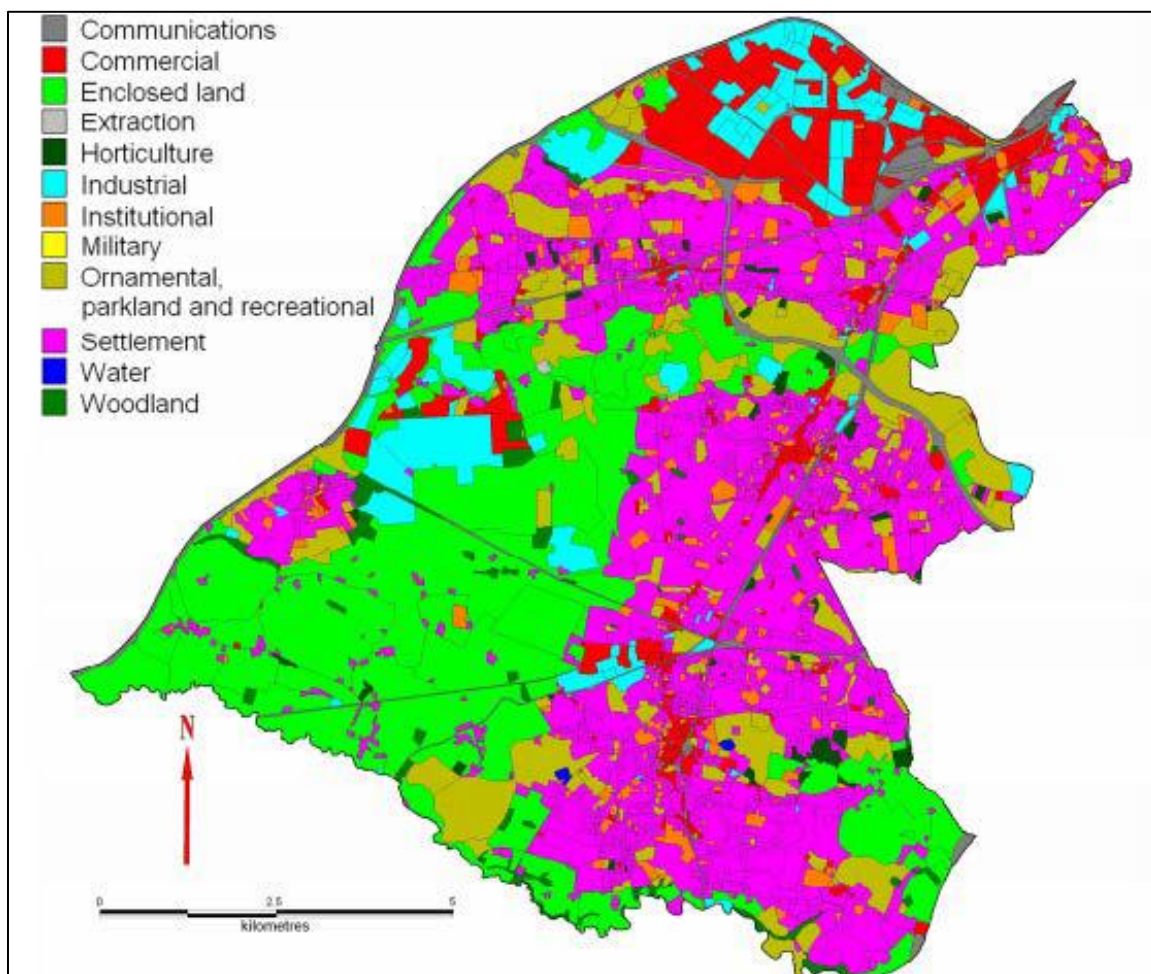 Communications
Commercial
Enclosed land
Extraction
Horticulture
Industrial
Institutional
Military
Ornamental,
parkland and recreational
Settlement
Water
Woodland
N
0 2.5 5
kilometres